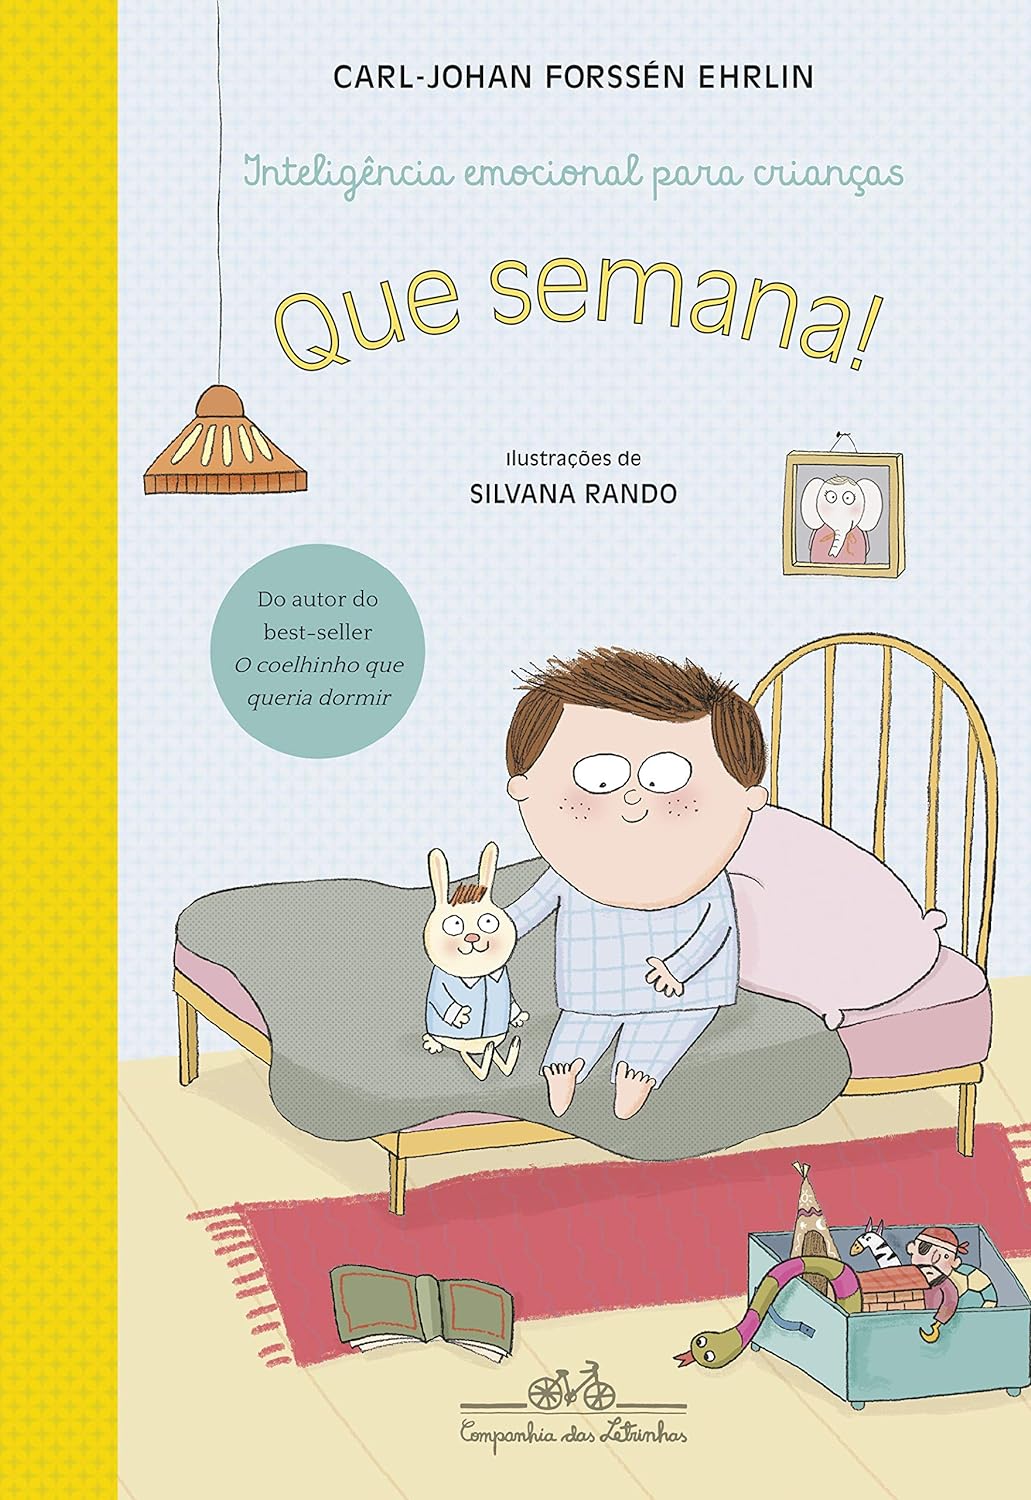 CARL-JOHAN FORSSÉN EHRLIN
Inteligência emocional para crianças
Que semana!
Ilustrações de
SILVANA RANDO
Do autor do
best-seller
O coelhinho que
queria dormir
Companhia das Letrinhas